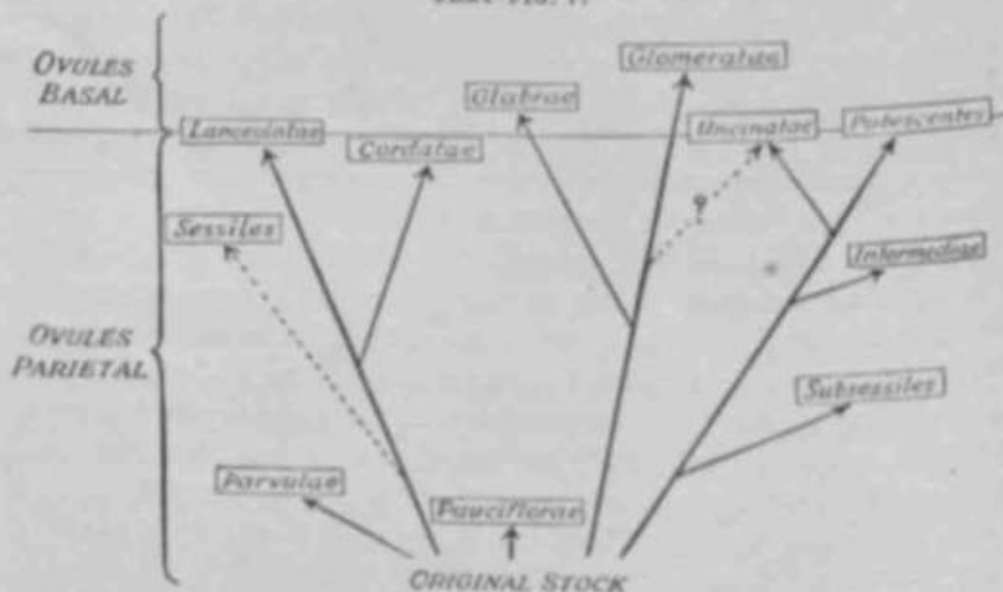 Glomeratae
OVULES
BASAL
Glabrae
Lanceolatae
Uncinatae
Pubescentes
Cordatae
Sessiles
?
Intermediae
OVULES
PARIETAL
Subsessiles
Parvulae
Pauciflorae
ORIGINAL STOCK